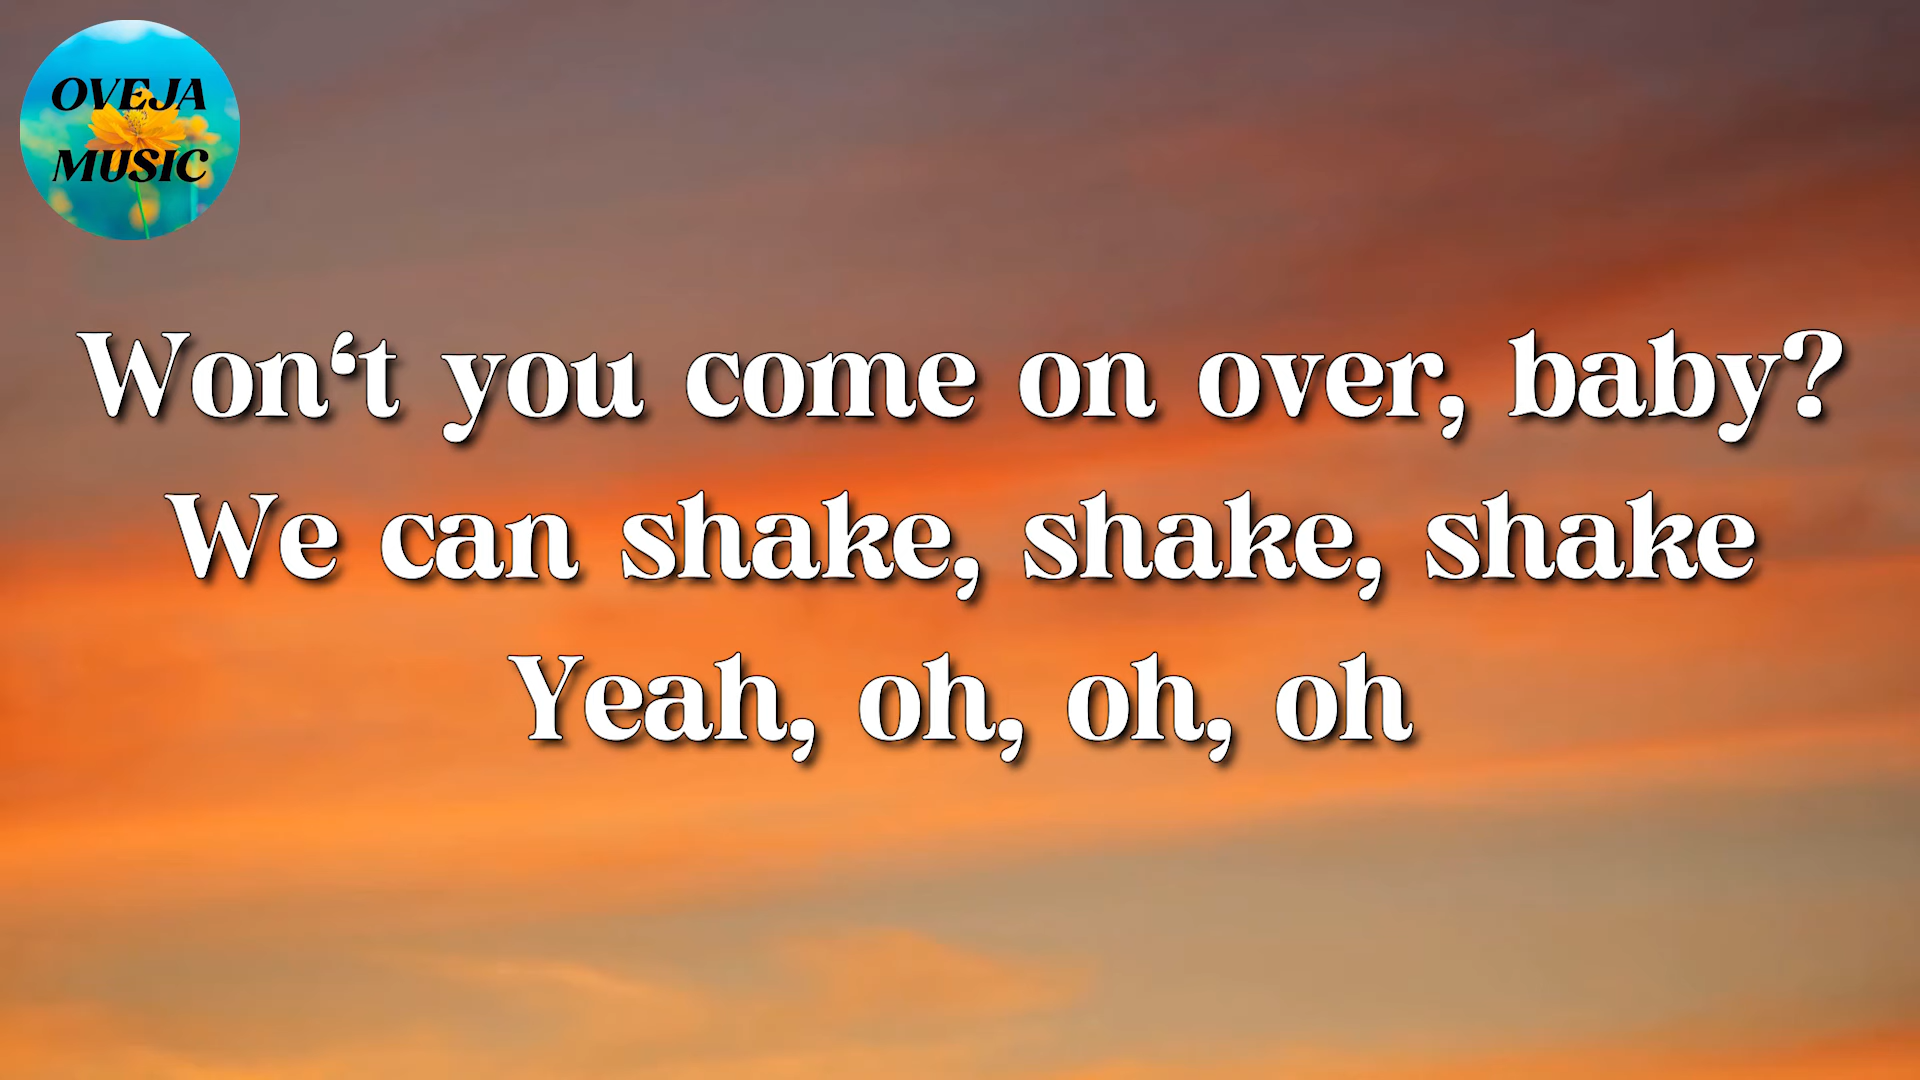 OVEJA
MUSIC
Won‘t you come on over, baby?
We can shake, shake, shake
Yeah, oh, oh, oh